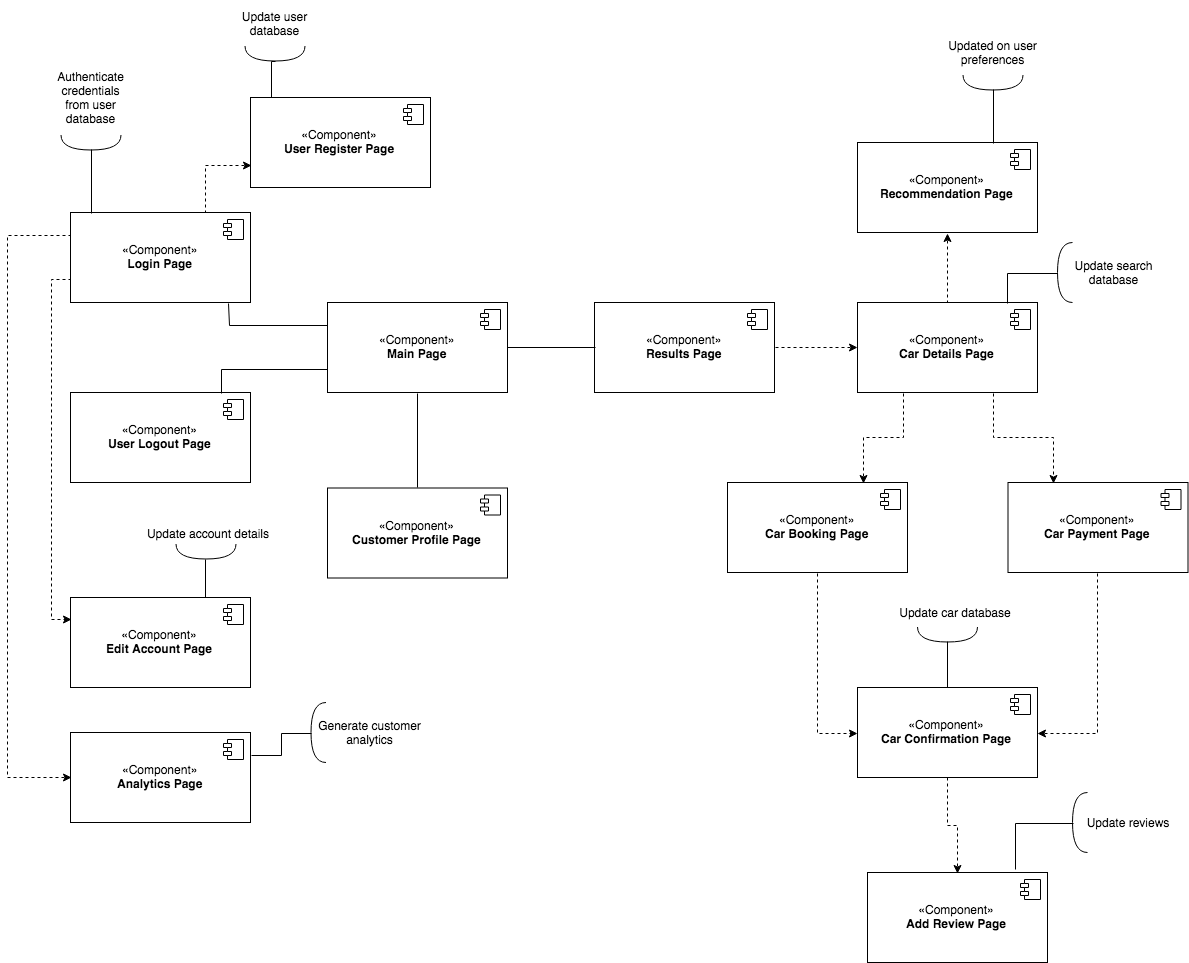 Update user
database
Authenticate
credentials
from user
database
«Component»
User Register Page
Updated on user
preferences
«Component»
Recommendation Page
«Component»
Login Page
Update search
database
«Component»
Main Page
«Component»
Results Page
«Component»
Car Details Page
«Component»
User Logout Page
«Component»
Customer Profile Page
«Component»
Car Booking Page
«Component»
Car Payment Page
Update account details
«Component»
Edit Account Page
Update car database
«Component»
Car Confirmation Page
Generate customer
analytics
«Component»
Analytics Page
Update reviews
«Component»
Add Review Page